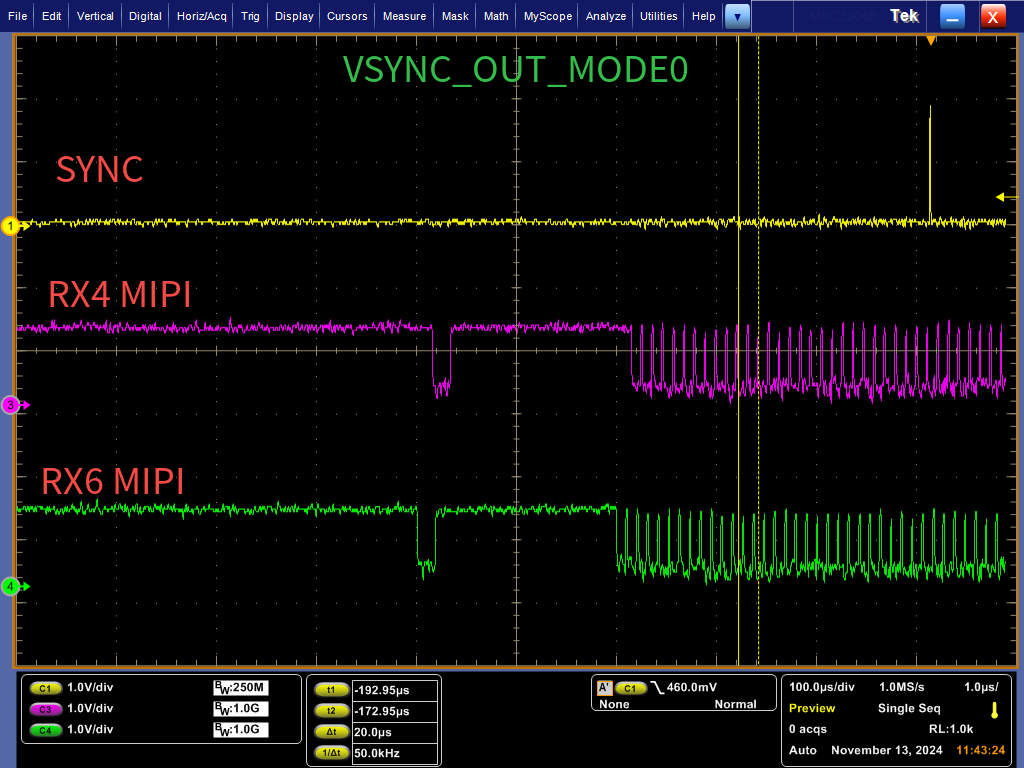 File Edit Vertical Digital Horiz/Acq Trig Display Cursors Measure Mask Math MyScope Analyze Utilities Help Tek X
VSYNC_OUT_MODE0
SYNC
1
RX4 MIPI
3
RX6 MIPI
4
C1 1.0V/div BW:250M
C3 1.0V/div BW:1.0G
C4 1.0V/div BW:1.0G
t1 -192.95µs
t2 -172.95µs
Δt 20.0µs
1/Δt 50.0kHz
A' C1 460.0mV
None Normal
100.0µs/div 1.0MS/s 1.0µs/
Preview Single Seq
0 acqs RL:1.0k
Auto November 13, 2024 11:43:24